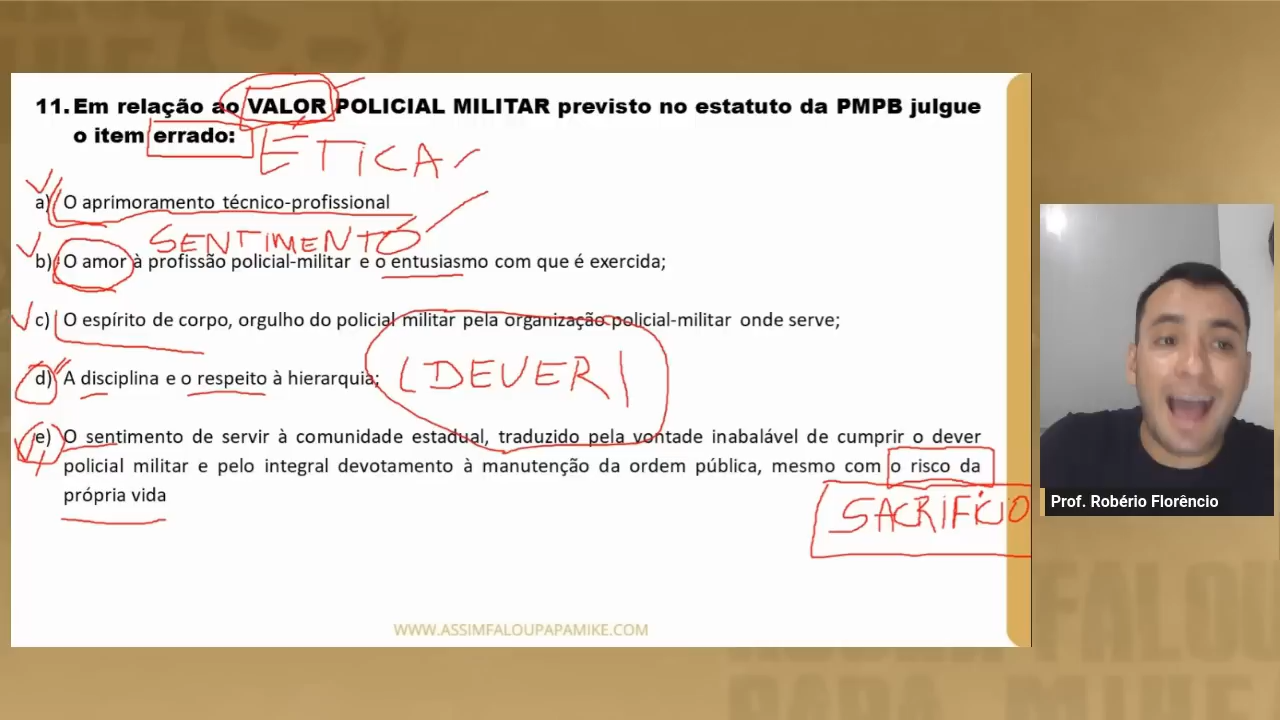 11. Em relação ao VALOR POLICIAL MILITAR previsto no estatuto da PMPB julgue
o item errado:
ÉTICA
a) O aprimoramento técnico-profissional
SENTIMENTO
b) O amor à profissão policial-militar e o entusiasmo com que é exercida;
c) O espírito de corpo, orgulho do policial militar pela organização policial-militar onde serve;
d) A disciplina e o respeito à hierarquia;
(DEVER)
e) O sentimento de servir à comunidade estadual, traduzido pela vontade inabalável de cumprir o dever
policial militar e pelo integral devotamento à manutenção da ordem pública, mesmo com o risco da
própria vida
SACRIFÍCIO
Prof. Robério Florêncio
WWW.ASSIMFALOUPAPAMIKE.COM